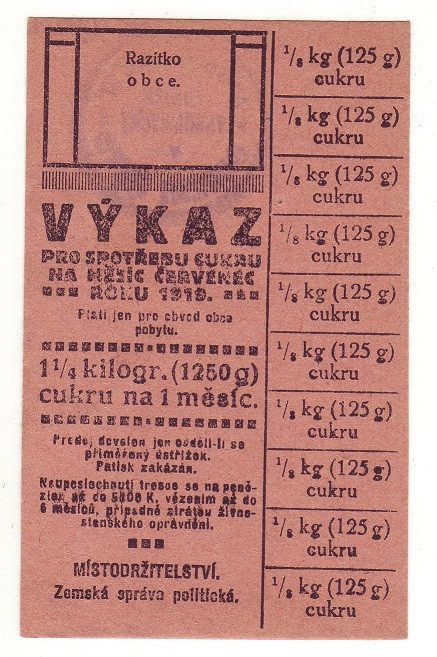 Razítko
obce.
VÝKAZ
PRO SPOTŘEBU CUKRU
NA MĚSÍC ČERVENEC
ROKU 1919.
Platí jen pro obvod obce
pobytu.
1 1/4 kilogr. (1250 g)
cukru na 1 měsíc.
Prodej dovolen jen oddělí-li se
přiměřený ústřižek.
Patisk zakázán.
Neuposlechnutí tresce se na peně-
zích až do 5000 K, vězením až do
6 měsíců, případně ztrátou živno-
stenského oprávnění.
MÍSTODRŽITELSTVÍ.
Zemská správa politická.
1/8 kg (125 g)
cukru
1/8 kg (125 g)
cukru
1/8 kg (125 g)
cukru
1/8 kg (125 g)
cukru
1/8 kg (125 g)
cukru
1/8 kg (125 g)
cukru
1/8 kg (125 g)
cukru
1/8 kg (125 g)
cukru
1/8 kg (125 g)
cukru
1/8 kg (125 g)
cukru